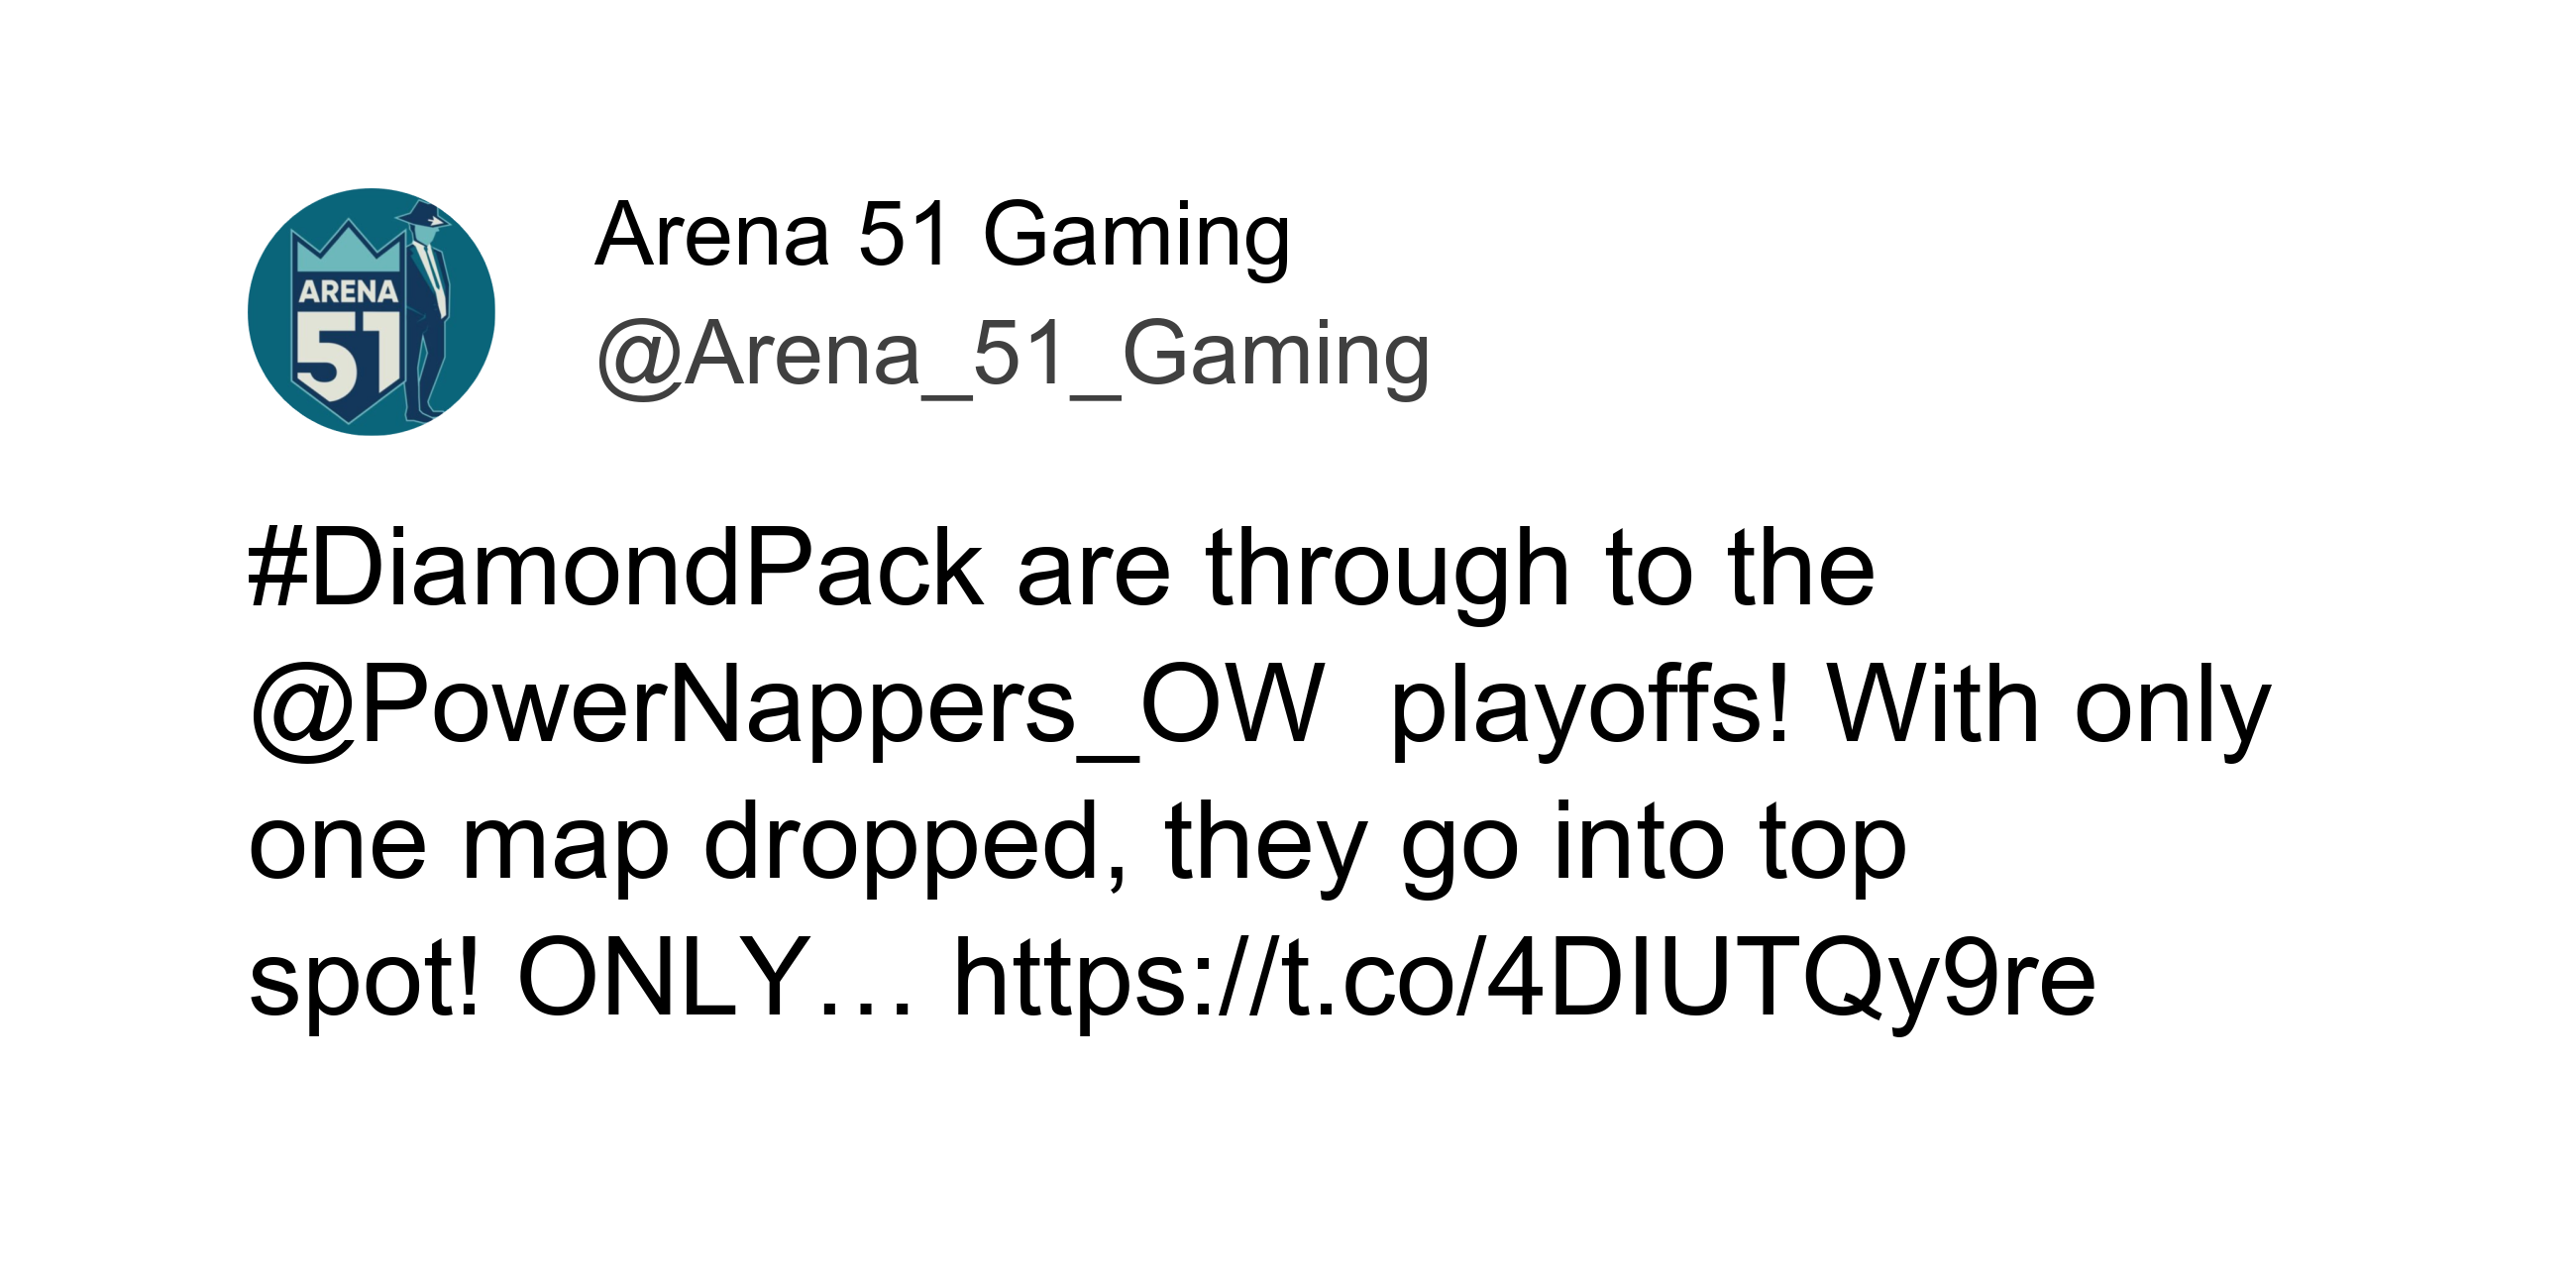 ARENA
51
Arena 51 Gaming
@Arena_51_Gaming
#DiamondPack are through to the
@PowerNappers_OW  playoffs! With only
one map dropped, they go into top
spot! ONLY… https://t.co/4DIUTQy9re